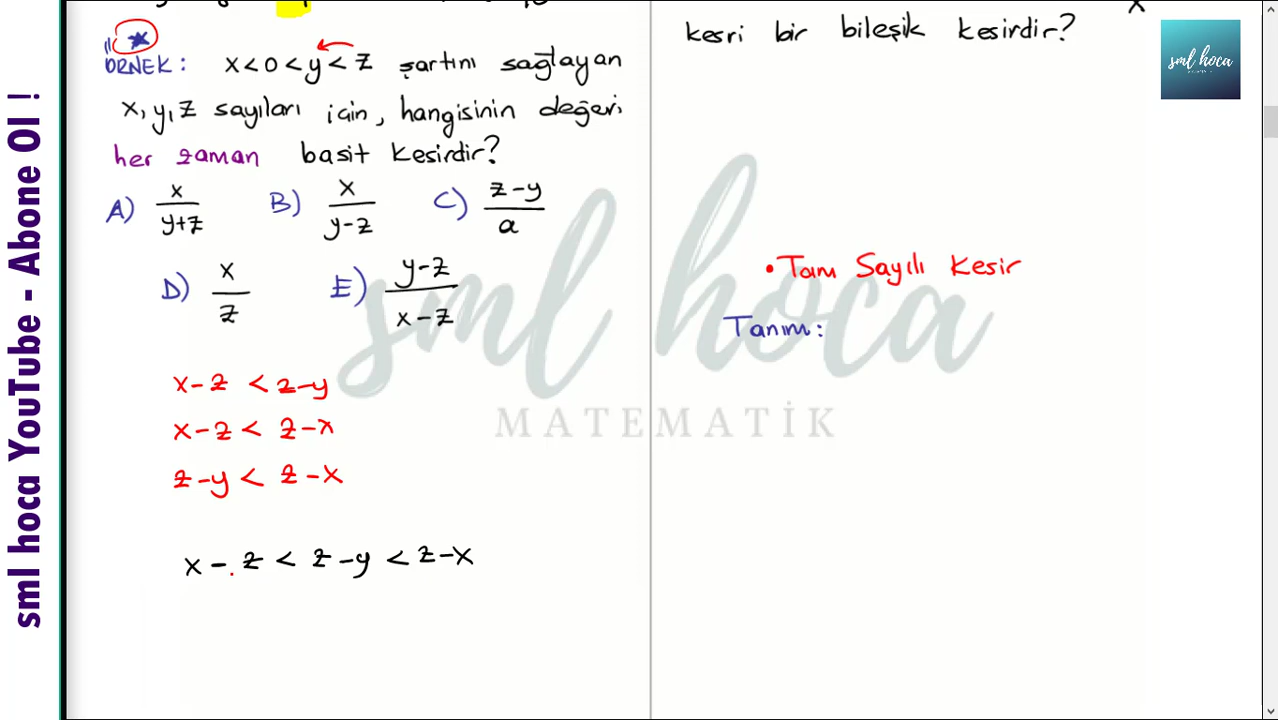 sml hoca YouTube - Abone Ol !
ÖRNEK: x < 0 < y < z şartını sağlayan
x, y, z sayıları için, hangisinin değeri
her zaman basit kesirdir?
A) x/(y+z) B) x/(y-z) C) (z-y)/a
D) x/z E) (y-z)/(x-z)
x-z < z-y
x-z < z-x
z-y < z-x
x-z < z-y < z-x
x
kesri bir bileşik kesirdir?
sml hoca
• Tam Sayılı Kesir
Tanım:
sml hoca
MATEMATİK